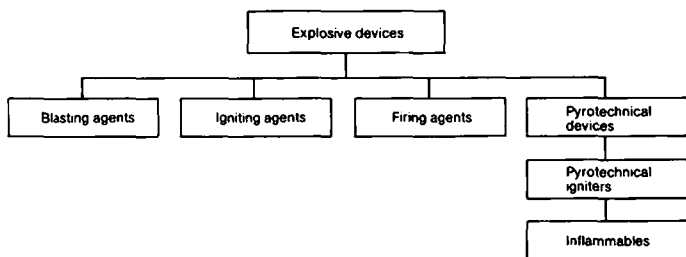 Explosive devices
Blasting agents
Igniting agents
Firing agents
Pyrotechnical
devices
Pyrotechnical
igniters
Inflammables